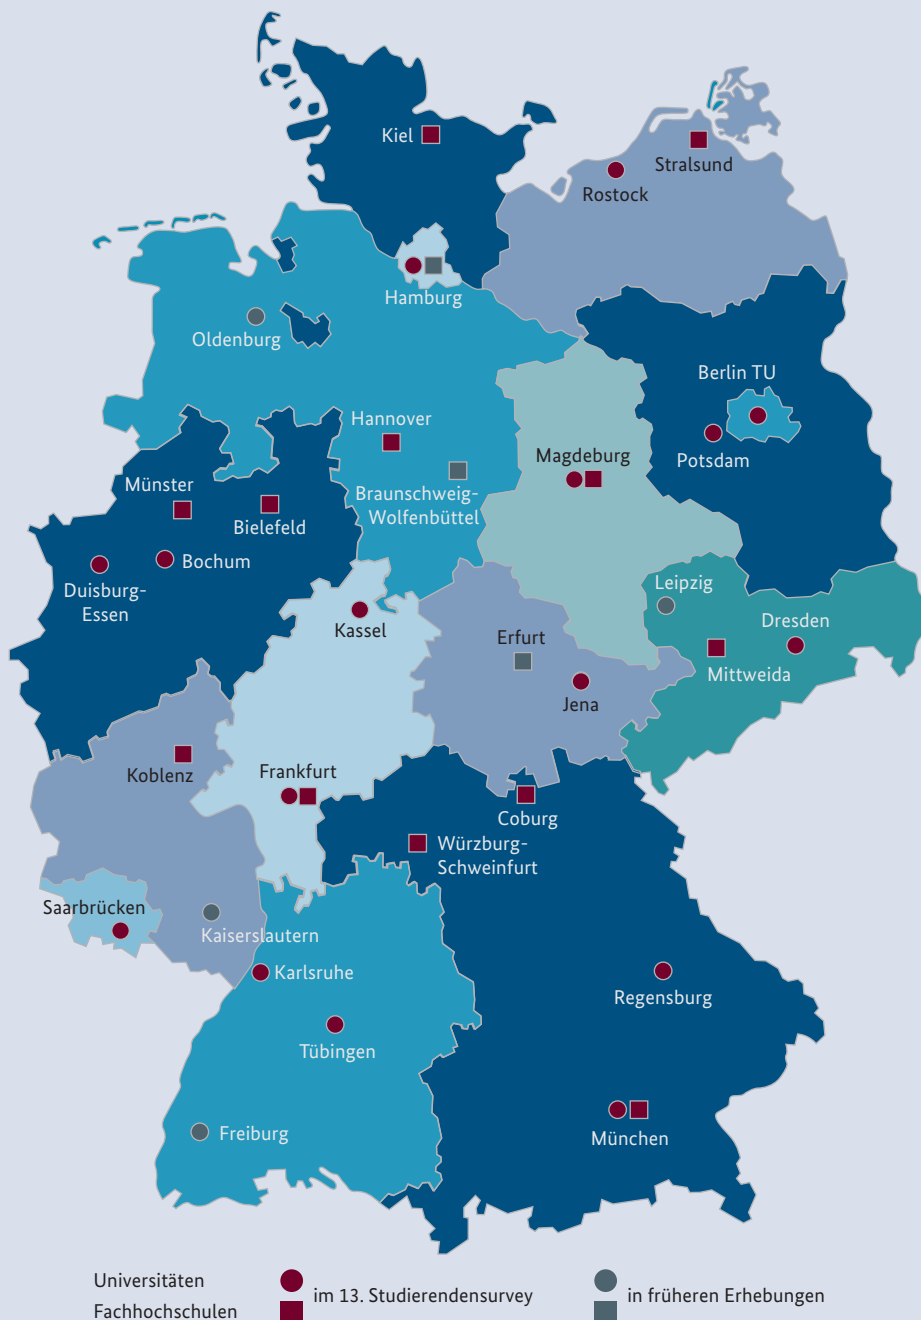 Kiel
Stralsund
Rostock
Hamburg
Oldenburg
Berlin TU
Hannover
Potsdam
Magdeburg
Braunschweig-
Wolfenbüttel
Münster
Bielefeld
Bochum
Duisburg-
Essen
Leipzig
Dresden
Kassel
Erfurt
Mittweida
Jena
Koblenz
Frankfurt
Coburg
Würzburg-
Schweinfurt
Saarbrücken
Kaiserslautern
Karlsruhe
Regensburg
Tübingen
Freiburg
München
Universitäten
im 13. Studierendensurvey
in früheren Erhebungen
Fachhochschulen